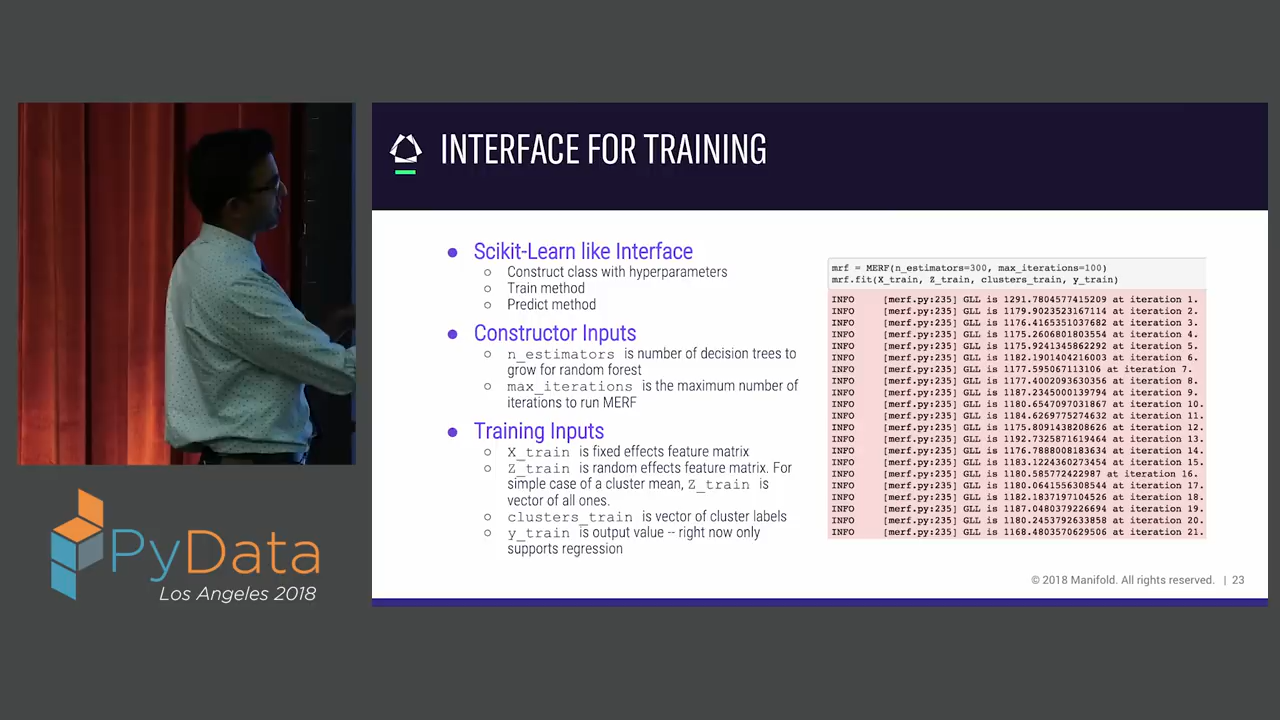 INTERFACE FOR TRAINING
● Scikit-Learn like Interface
○ Construct class with hyperparameters
○ Train method
○ Predict method
● Constructor Inputs
○ n_estimators is number of decision trees to
grow for random forest
○ max_iterations is the maximum number of
iterations to run MERF
● Training Inputs
○ X_train is fixed effects feature matrix
○ Z_train is random effects feature matrix. For
simple case of a cluster mean, Z_train is
vector of all ones.
○ clusters_train is vector of cluster labels
○ y_train is output value -- right now only
supports regression
mrf = MERF(n_estimators=300, max_iterations=100)
mrf.fit(X_train, Z_train, clusters_train, y_train)
INFO [merf.py:235] GLL is 1291.7804577415209 at iteration 1.
INFO [merf.py:235] GLL is 1179.9023523167114 at iteration 2.
INFO [merf.py:235] GLL is 1176.4165351037682 at iteration 3.
INFO [merf.py:235] GLL is 1175.2606801803554 at iteration 4.
INFO [merf.py:235] GLL is 1175.9241345862292 at iteration 5.
INFO [merf.py:235] GLL is 1182.1901404216003 at iteration 6.
INFO [merf.py:235] GLL is 1177.595067113106 at iteration 7.
INFO [merf.py:235] GLL is 1177.4002093630356 at iteration 8.
INFO [merf.py:235] GLL is 1187.2345000139794 at iteration 9.
INFO [merf.py:235] GLL is 1180.6547097031867 at iteration 10.
INFO [merf.py:235] GLL is 1184.6269775274632 at iteration 11.
INFO [merf.py:235] GLL is 1175.8091438208626 at iteration 12.
INFO [merf.py:235] GLL is 1192.7325871619464 at iteration 13.
INFO [merf.py:235] GLL is 1176.7888008183634 at iteration 14.
INFO [merf.py:235] GLL is 1183.1224360273454 at iteration 15.
INFO [merf.py:235] GLL is 1180.585772422987 at iteration 16.
INFO [merf.py:235] GLL is 1180.0641556308544 at iteration 17.
INFO [merf.py:235] GLL is 1182.1837197104526 at iteration 18.
INFO [merf.py:235] GLL is 1187.0480379226694 at iteration 19.
INFO [merf.py:235] GLL is 1180.2453792633858 at iteration 20.
INFO [merf.py:235] GLL is 1168.4803570629506 at iteration 21.
© 2018 Manifold. All rights reserved. | 23
PyData
Los Angeles 2018